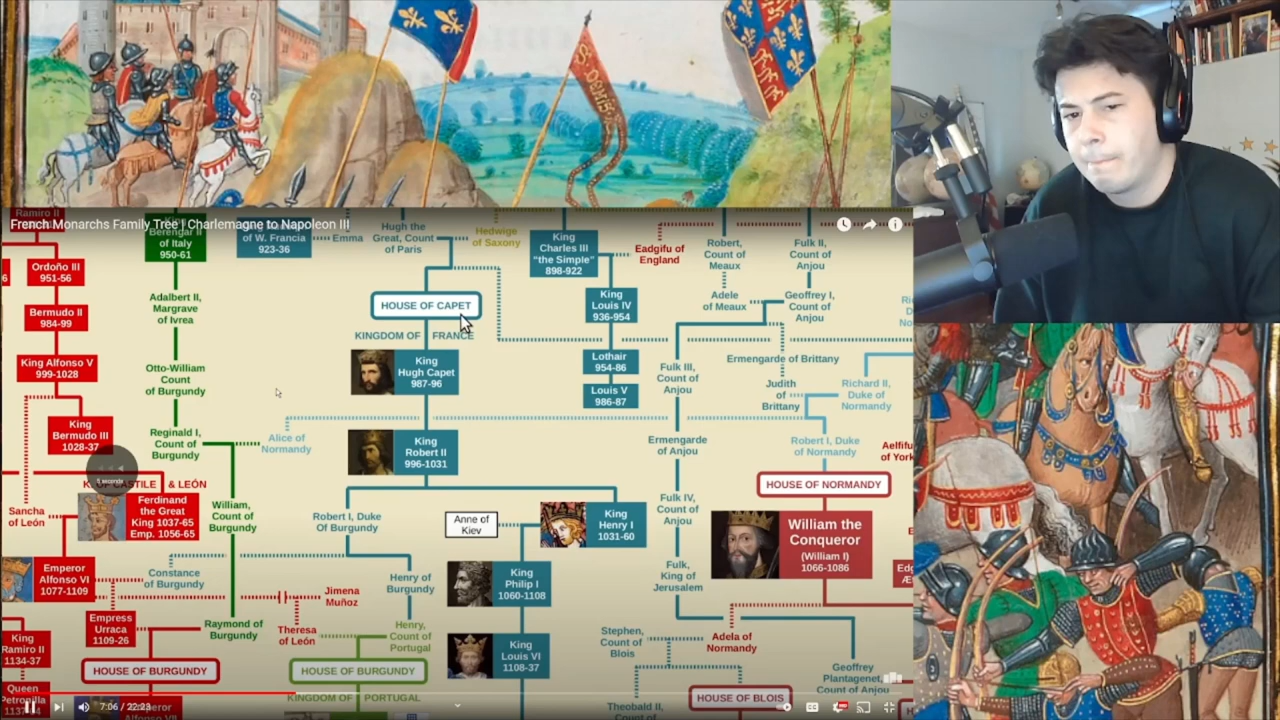 S. DENIS
French Monarchs Family Tree | Charlemagne to Napoleon III
Ramiro II
Berengar II
of Italy
950-61
of W. Francia
923-36
Emma
Hugh the
Great, Count
of Paris
Hedwige
of Saxony
King
Charles III
"the Simple"
898-922
Eadgifu of
England
Robert,
Count of
Meaux
Fulk II,
Count of
Anjou
Ordoño III
951-56
Bermudo II
984-99
King Alfonso V
999-1028
King
Bermudo III
1028-37
Adalbert II,
Margrave
of Ivrea
Otto-William
Count
of Burgundy
Reginald I,
Count of
Burgundy
HOUSE OF CAPET
KINGDOM OF FRANCE
King
Hugh Capet
987-96
King
Louis IV
936-954
Lothair
954-86
Louis V
986-87
Adele
of Meaux
Geoffrey I,
Count of
Anjou
Fulk III,
Count of
Anjou
Ermengarde of Brittany
Judith
of
Brittany
Richard II,
Duke of
Normandy
Alice of
Normandy
King
Robert II
996-1031
Ermengarde
of Anjou
Robert I, Duke
of Normandy
HOUSE OF NORMANDY
5 seconds
CASTILE & LEÓN
Sancha
of León
Ferdinand
the Great
King 1037-65
Emp. 1056-65
William,
Count of
Burgundy
Robert I, Duke
Of Burgundy
Anne of
Kiev
King
Henry I
1031-60
Fulk IV,
Count of
Anjou
William the
Conqueror
(William I)
1066-1086
Emperor
Alfonso VI
1077-1109
Constance
of Burgundy
Jimena
Muñoz
Henry of
Burgundy
King
Philip I
1060-1108
Fulk,
King of
Jerusalem
Empress
Urraca
1109-26
Raymond of
Burgundy
Theresa
of León
Henry,
Count of
Portugal
King
Louis VI
1108-37
Stephen,
Count of
Blois
Adela of
Normandy
King
Ramiro II
1134-37
HOUSE OF BURGUNDY
HOUSE OF BURGUNDY
KINGDOM OF PORTUGAL
Geoffrey
Plantagenet,
Count of Anjou
HOUSE OF BLOIS
Queen
Petronilla
Theobald II,
7:06 / 22:23